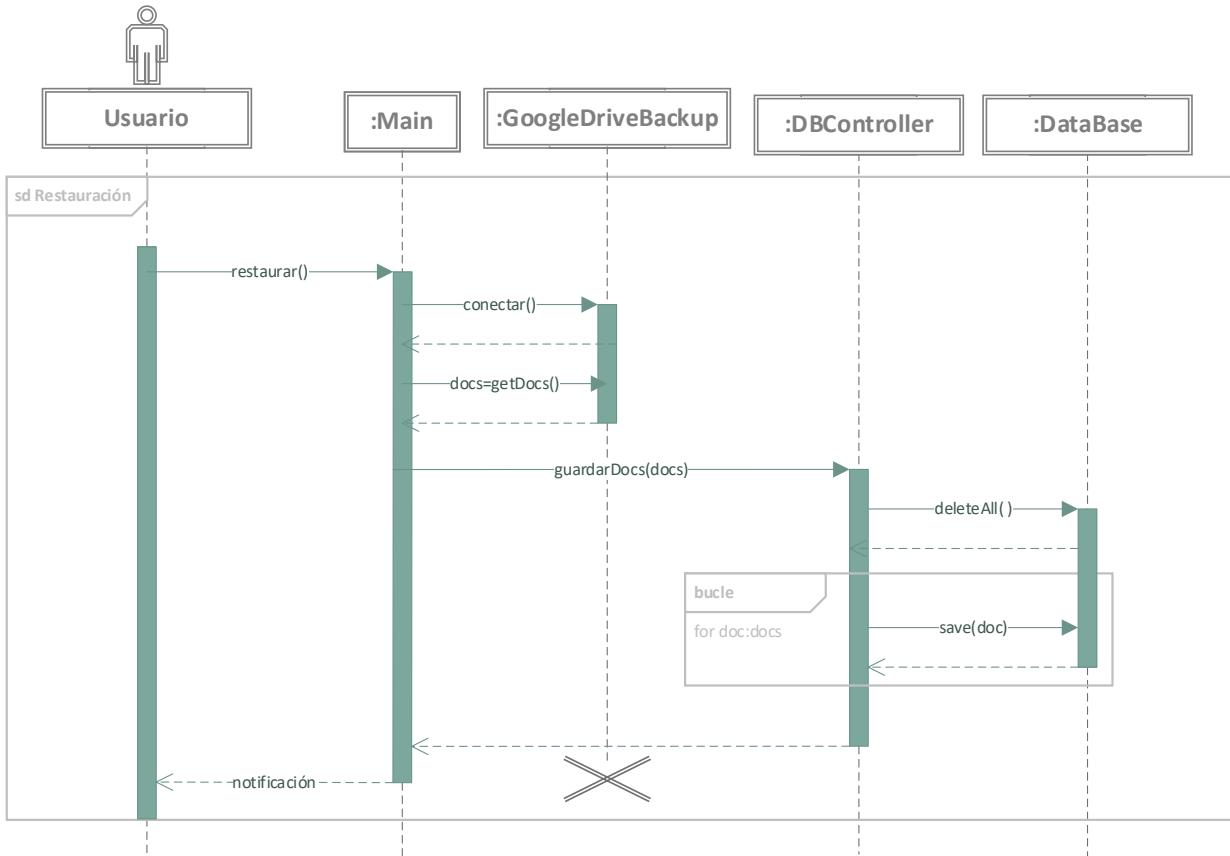 Usuario
:Main
:GoogleDriveBackup
:DBController
:DataBase
sd Restauración
restaurar()
conectar()
docs=getDocs()
guardarDocs(docs)
deleteAll( )
bucle
for doc:docs
save(doc)
notificación